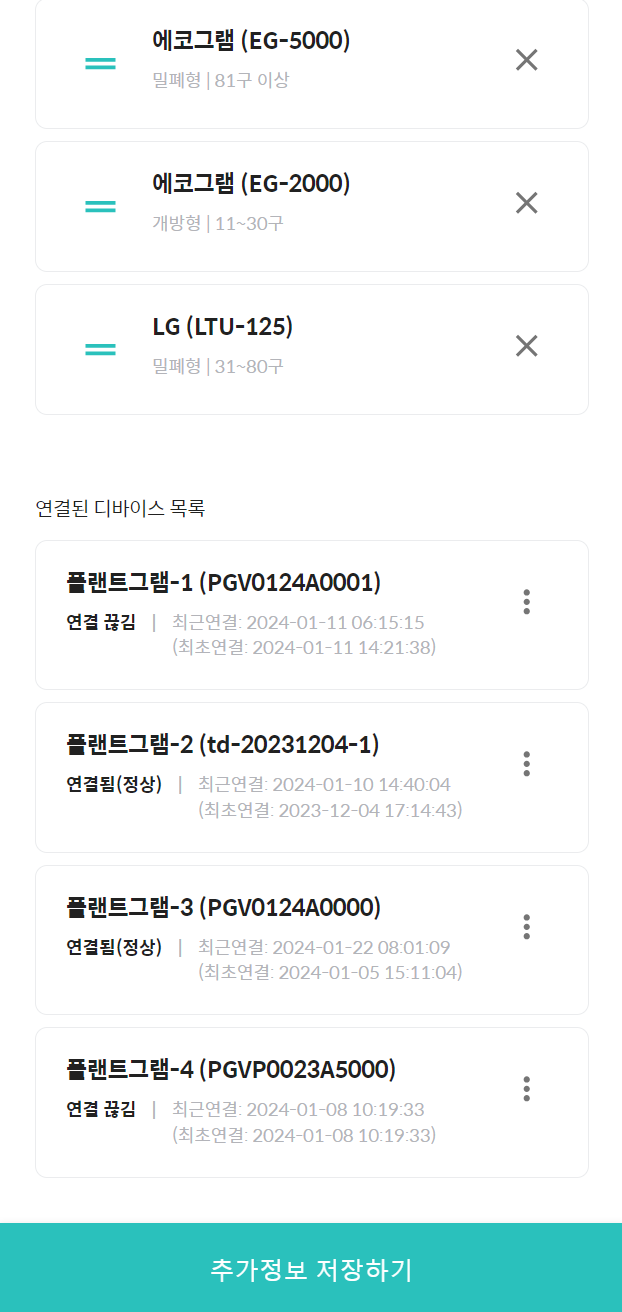 에코그램 (EG-5000)
밀폐형 | 81구 이상
에코그램 (EG-2000)
개방형 | 11~30구
LG (LTU-125)
밀폐형 | 31~80구
연결된 디바이스 목록
플랜트그램-1 (PGV0124A0001)
연결 끊김 | 최근연결: 2024-01-11 06:15:15
(최초연결: 2024-01-11 14:21:38)
플랜트그램-2 (td-20231204-1)
연결됨(정상) | 최근연결: 2024-01-10 14:40:04
(최초연결: 2023-12-04 17:14:43)
플랜트그램-3 (PGV0124A0000)
연결됨(정상) | 최근연결: 2024-01-22 08:01:09
(최초연결: 2024-01-05 15:11:04)
플랜트그램-4 (PGVP0023A5000)
연결 끊김 | 최근연결: 2024-01-08 10:19:33
(최초연결: 2024-01-08 10:19:33)
추가정보 저장하기